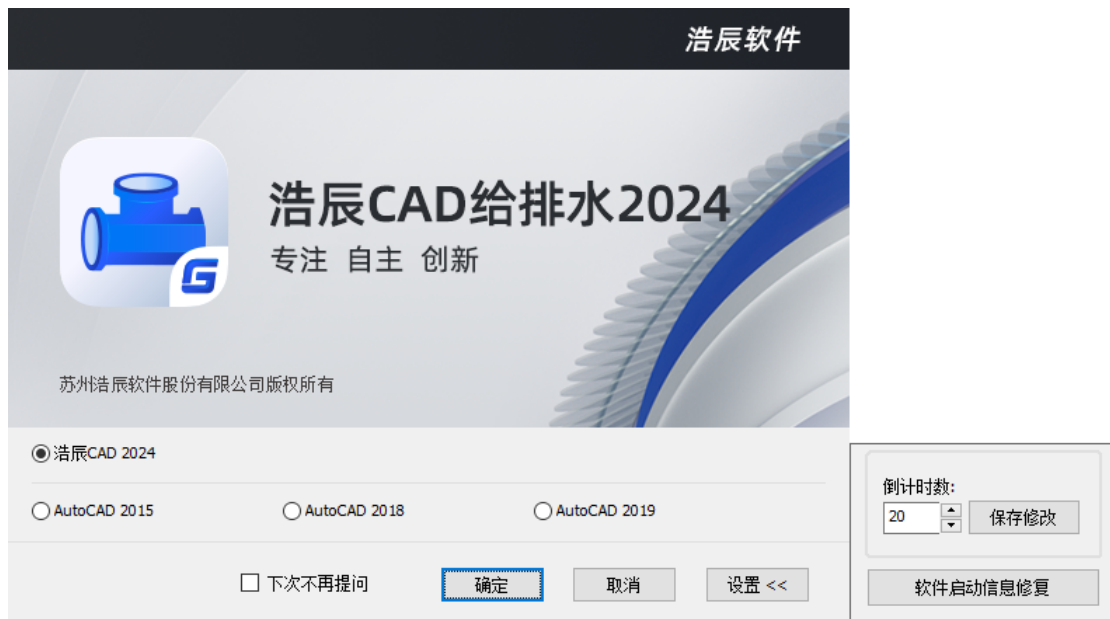 浩辰软件
浩辰CAD给排水2024
专注 自主 创新
苏州浩辰软件股份有限公司版权所有
浩辰CAD 2024
AutoCAD 2015
AutoCAD 2018
AutoCAD 2019
下次不再提问
确定
取消
设置 <<
倒计时数:
20
保存修改
软件启动信息修复